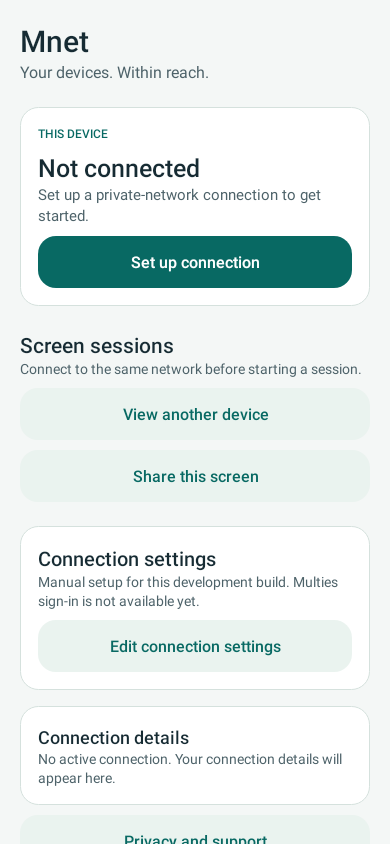 Mnet
Your devices. Within reach.
THIS DEVICE
Not connected
Set up a private-network connection to get
started.
Set up connection
Screen sessions
Connect to the same network before starting a session.
View another device
Share this screen
Connection settings
Manual setup for this development build. Multies
sign-in is not available yet.
Edit connection settings
Connection details
No active connection. Your connection details will
appear here.
Privacy and support